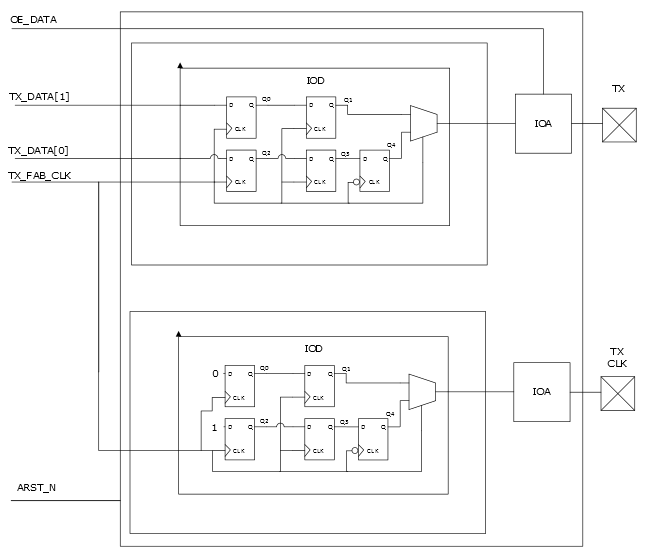 OE_DATA
TX
IOD
TX_DATA[1]
D Q Q0 D Q Q1
IOA
CLK CLK
TX_DATA[0]
D Q Q2 D Q Q3 D Q Q4
TX_FAB_CLK
CLK CLK CLK
IOD
TX
CLK
0 D Q Q0 D Q Q1
IOA
CLK CLK
1 D Q Q2 D Q Q3 D Q Q4
CLK CLK CLK
ARST_N